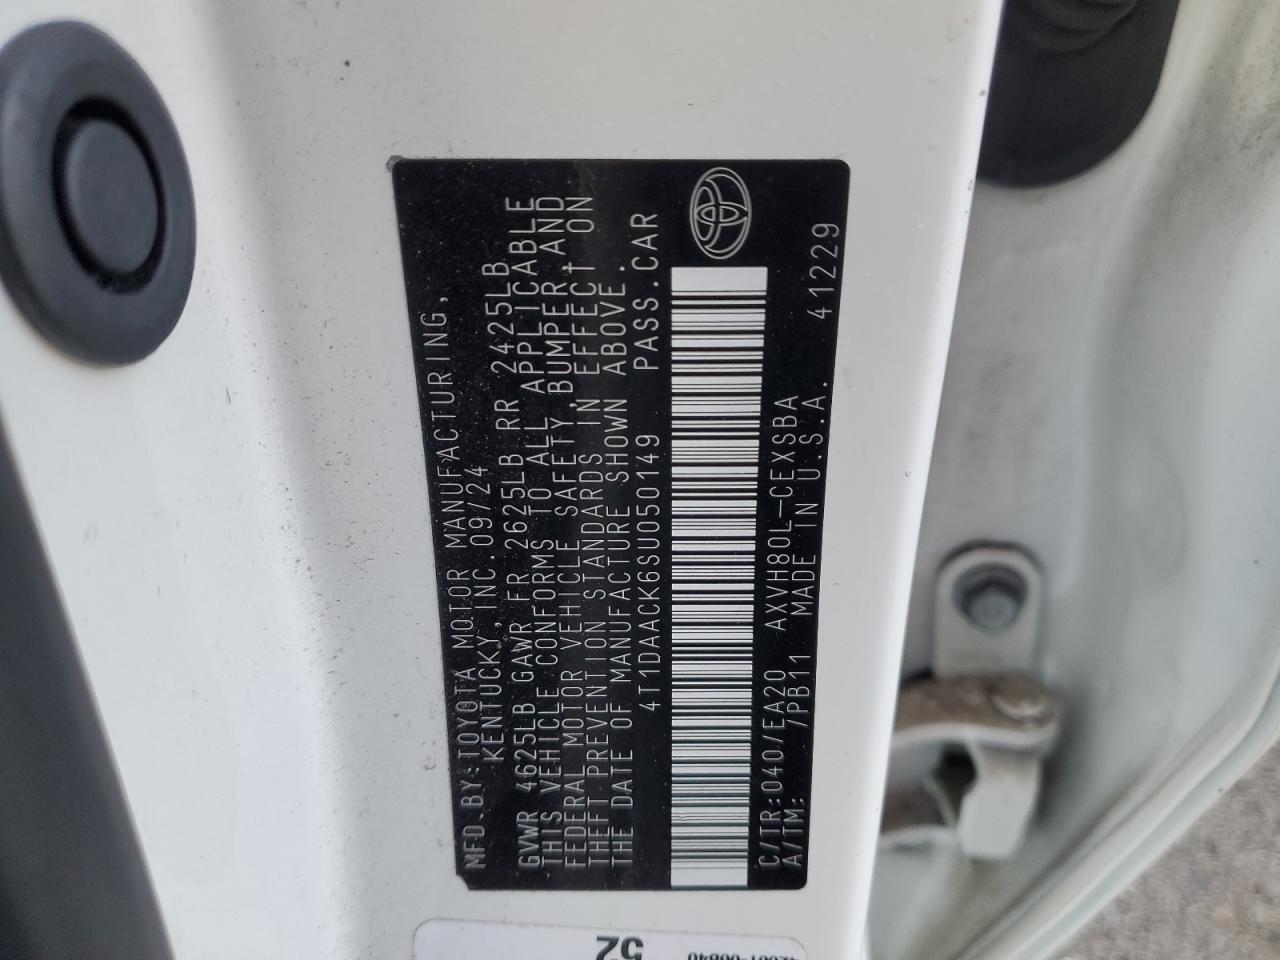 MFD.BY:TOYOTA MOTOR MANUFACTURING,
KENTUCKY,INC.09/24
GVWR 4625LB GAWR FR 2625LB RR 2425LB
THIS VEHICLE CONFORMS TO ALL APPLICABLE
FEDERAL MOTOR VEHICLE SAFETY,BUMPER,AND
THEFT PREVENTION STANDARDS IN EFFECT ON
THE DATE OF MANUFACTURE SHOWN ABOVE.
4T1DAACK6SU050149 PASS.CAR
C/TR:040/EA20 AXVH80L-CEXSBA
A/TM: /PB11 MADE IN U.S.A. 41229
52